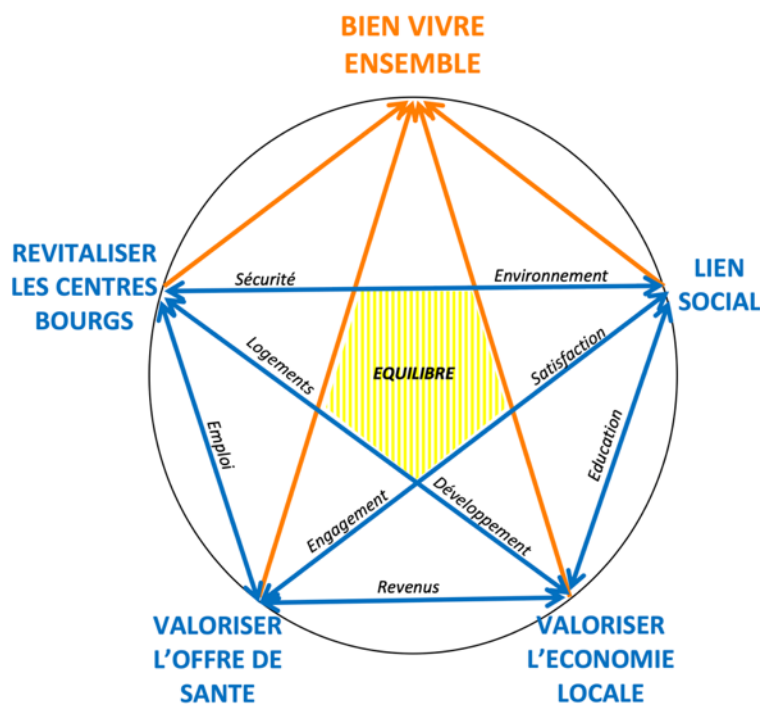 BIEN VIVRE
ENSEMBLE
REVITALISER
LES CENTRES
BOURGS
Sécurité
Environnement
LIEN
SOCIAL
Logements
EQUILIBRE
Satisfaction
Emploi
Education
Engagement
Développement
Revenus
VALORISER
L’OFFRE DE
SANTE
VALORISER
L’ECONOMIE
LOCALE